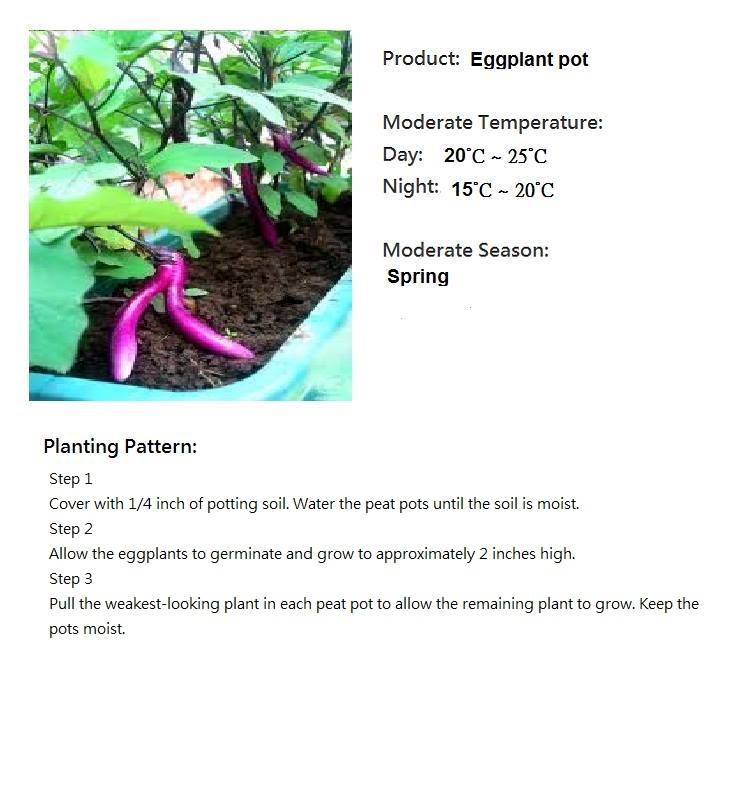 Product: Eggplant pot
Moderate Temperature:
Day: 20°C ~ 25°C
Night: 15°C ~ 20°C
Moderate Season:
Spring
Planting Pattern:
Step 1
Cover with 1/4 inch of potting soil. Water the peat pots until the soil is moist.
Step 2
Allow the eggplants to germinate and grow to approximately 2 inches high.
Step 3
Pull the weakest-looking plant in each peat pot to allow the remaining plant to grow. Keep the
pots moist.